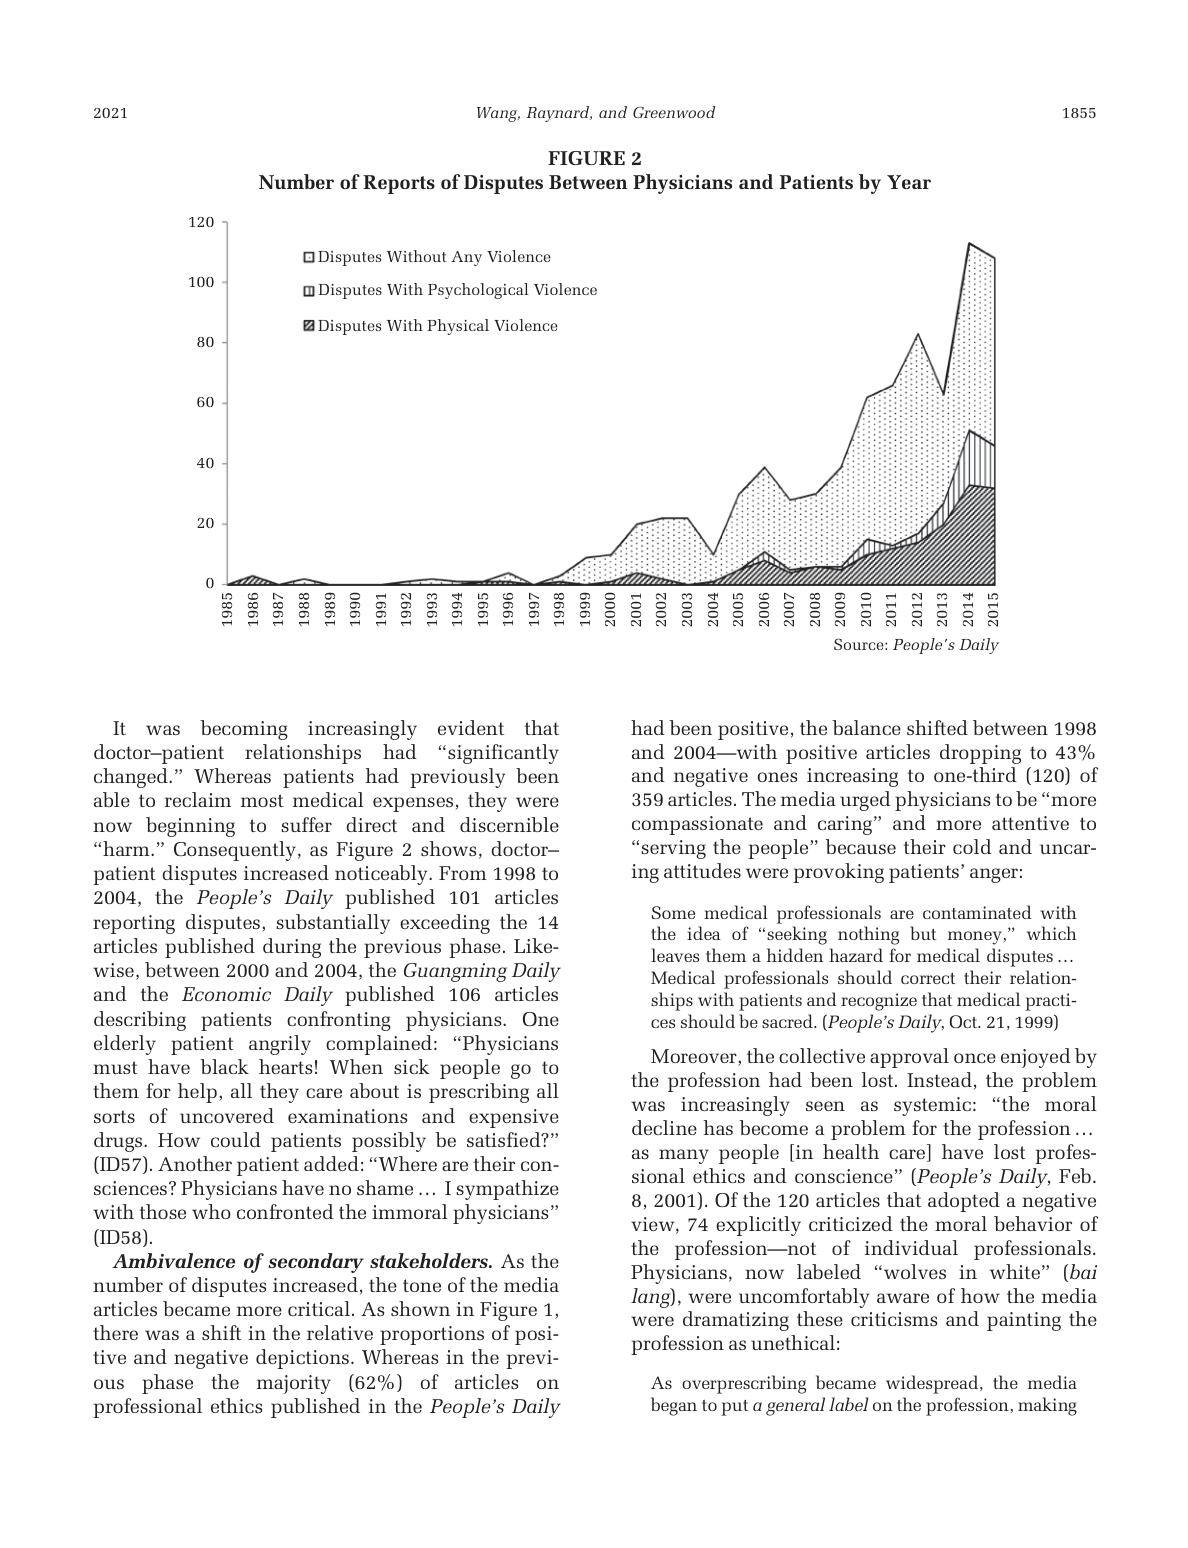 2021
Wang, Raynard, and Greenwood
1855
FIGURE 2
Number of Reports of Disputes Between Physicians and Patients by Year
120
100
80
60
40
20
0
Disputes Without Any Violence
Disputes With Psychological Violence
Disputes With Physical Violence
1985
1986
1987
1988
1989
1990
1991
1992
1993
1994
1995
1996
1997
1998
1999
2000
2001
2002
2003
2004
2005
2006
2007
2008
2009
2010
2011
2012
2013
2014
2015
Source: People's Daily
It was becoming increasingly evident that
doctor–patient relationships had “significantly
changed.” Whereas patients had previously been
able to reclaim most medical expenses, they were
now beginning to suffer direct and discernible
“harm.” Consequently, as Figure 2 shows, doctor–
patient disputes increased noticeably. From 1998 to
2004, the People’s Daily published 101 articles
reporting disputes, substantially exceeding the 14
articles published during the previous phase. Like-
wise, between 2000 and 2004, the Guangming Daily
and the Economic Daily published 106 articles
describing patients confronting physicians. One
elderly patient angrily complained: “Physicians
must have black hearts! When sick people go to
them for help, all they care about is prescribing all
sorts of uncovered examinations and expensive
drugs. How could patients possibly be satisfied?”
(ID57). Another patient added: “Where are their con-
sciences? Physicians have no shame… I sympathize
with those who confronted the immoral physicians”
(ID58).
Ambivalence of secondary stakeholders. As the
number of disputes increased, the tone of the media
articles became more critical. As shown in Figure 1,
there was a shift in the relative proportions of posi-
tive and negative depictions. Whereas in the previ-
ous phase the majority (62%) of articles on
professional ethics published in the People’s Daily
had been positive, the balance shifted between 1998
and 2004—with positive articles dropping to 43%
and negative ones increasing to one-third (120) of
359 articles. The media urged physicians to be “more
compassionate and caring” and more attentive to
“serving the people” because their cold and uncar-
ing attitudes were provoking patients’ anger:
Some medical professionals are contaminated with
the idea of “seeking nothing but money,” which
leaves them a hidden hazard for medical disputes…
Medical professionals should correct their relation-
ships with patients and recognize that medical practi-
ces should be sacred. (People’s Daily, Oct. 21, 1999)
Moreover, the collective approval once enjoyed by
the profession had been lost. Instead, the problem
was increasingly seen as systemic: “the moral
decline has become a problem for the profession…
as many people [in health care] have lost profes-
sional ethics and conscience” (People’s Daily, Feb.
8, 2001). Of the 120 articles that adopted a negative
view, 74 explicitly criticized the moral behavior of
the profession—not of individual professionals.
Physicians, now labeled “wolves in white” (bai
lang), were uncomfortably aware of how the media
were dramatizing these criticisms and painting the
profession as unethical:
As overprescribing became widespread, the media
began to put a general label on the profession, making